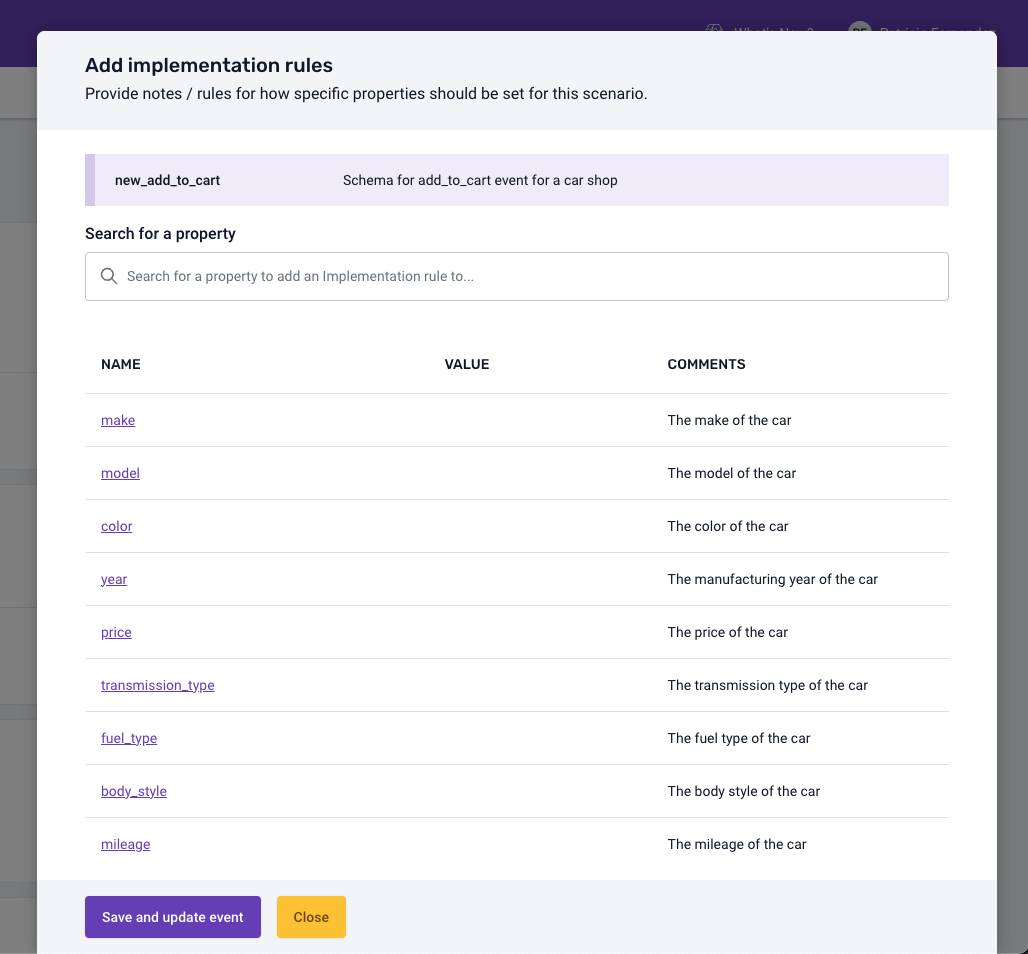 Add implementation rules
Provide notes / rules for how specific properties should be set for this scenario.
new_add_to_cart Schema for add_to_cart event for a car shop
Search for a property
Search for a property to add an Implementation rule to...
NAME VALUE COMMENTS
make The make of the car
model The model of the car
color The color of the car
year The manufacturing year of the car
price The price of the car
transmission_type The transmission type of the car
fuel_type The fuel type of the car
body_style The body style of the car
mileage The mileage of the car
Save and update event Close